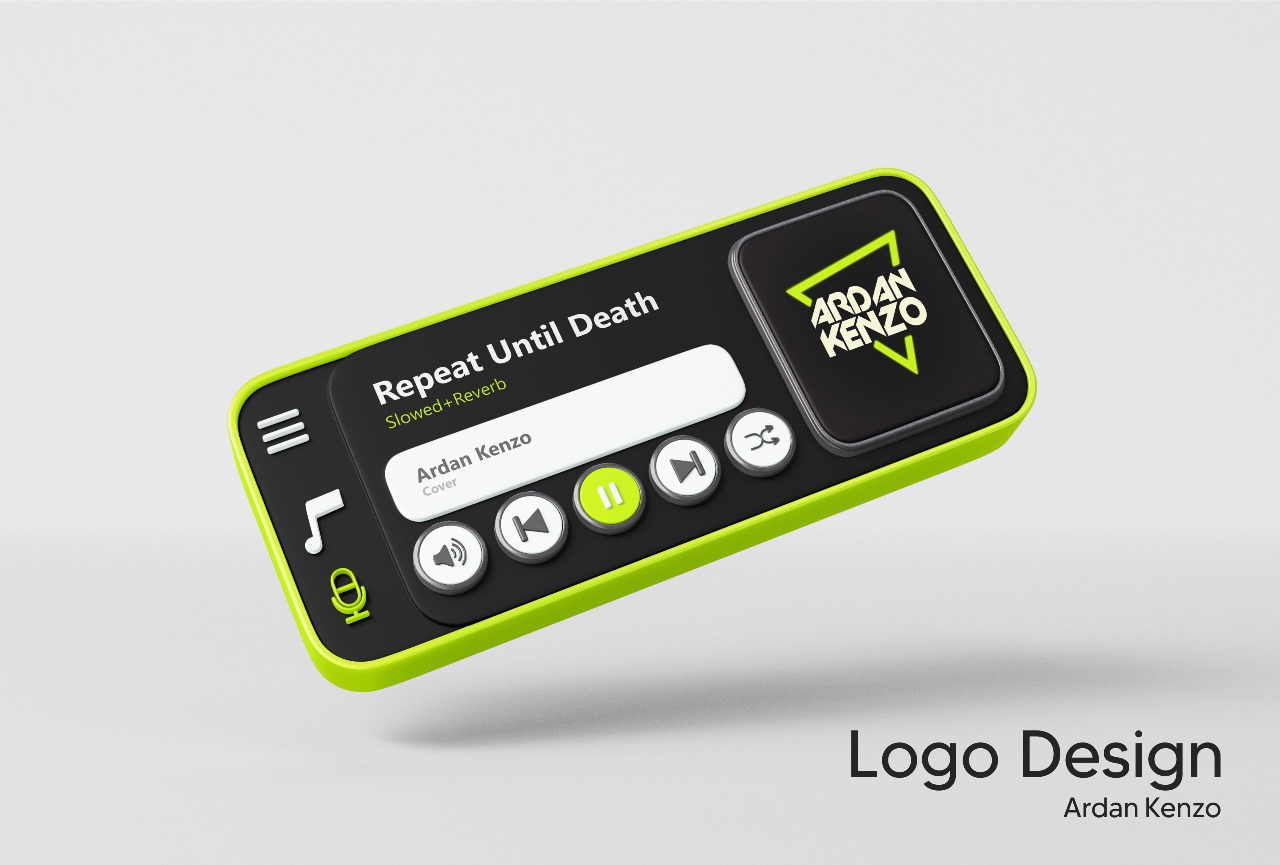 Repeat Until Death
Slowed+Reverb
Ardan Kenzo
Cover
ARDAN
KENZO
Logo Design
Ardan Kenzo